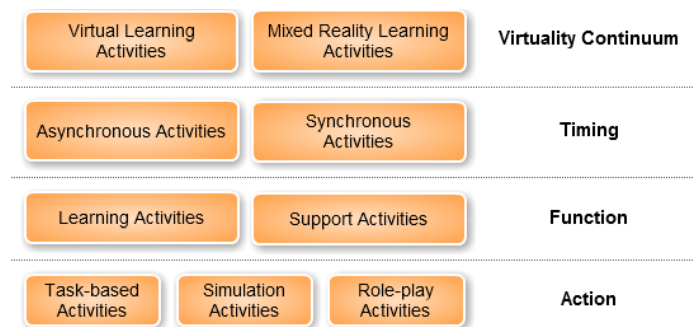 Virtual Learning
Activities
Mixed Reality Learning
Activities
Virtuality Continuum
Asynchronous Activities
Synchronous
Activities
Timing
Learning Activities
Support Activities
Function
Task-based
Activities
Simulation
Activities
Role-play
Activities
Action